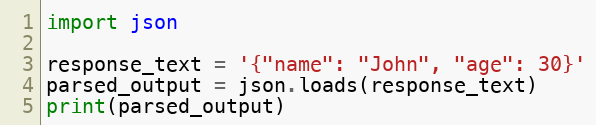 1 import json
2
3 response_text = '{"name": "John", "age": 30}'
4 parsed_output = json.loads(response_text)
5 print(parsed_output)